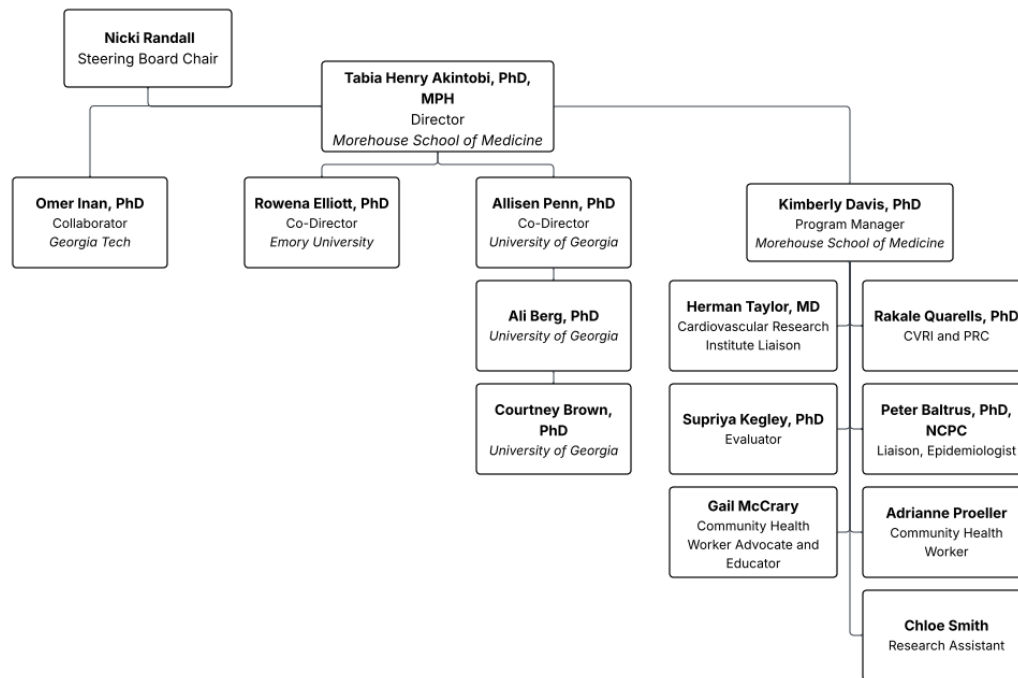 Nicki Randall
Steering Board Chair
Tabia Henry Akintobi, PhD,
MPH
Director
Morehouse School of Medicine
Omer Inan, PhD
Collaborator
Georgia Tech
Rowena Elliott, PhD
Co-Director
Emory University
Allisen Penn, PhD
Co-Director
University of Georgia
Kimberly Davis, PhD
Program Manager
Morehouse School of Medicine
Ali Berg, PhD
University of Georgia
Courtney Brown,
PhD
University of Georgia
Herman Taylor, MD
Cardiovascular Research
Institute Liaison
Rakale Quarells, PhD
CVRI and PRC
Supriya Kegley, PhD
Evaluator
Peter Baltrus, PhD,
NCPC
Liaison, Epidemiologist
Gail McCrary
Community Health
Worker Advocate and
Educator
Adrianne Proeller
Community Health
Worker
Chloe Smith
Research Assistant